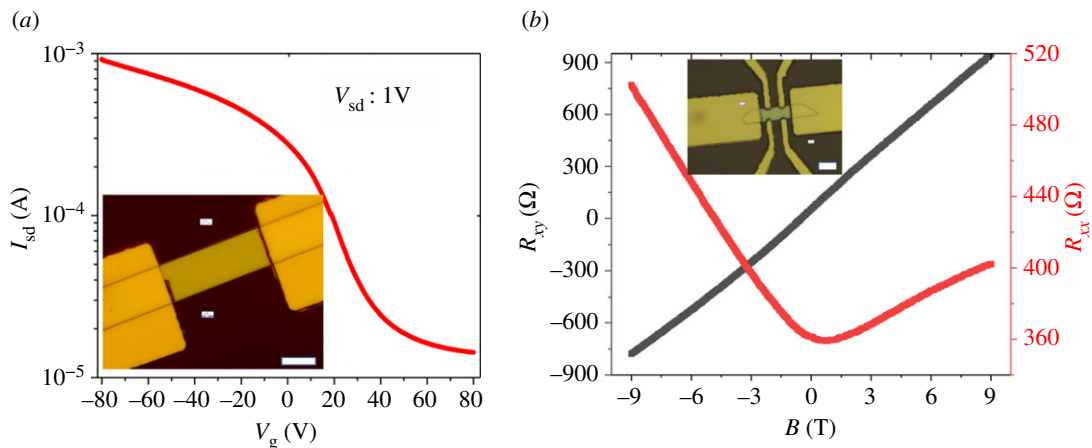 (a)
10⁻³
10⁻⁴
10⁻⁵
I_sd (A)
V_sd : 1V
−80 −60 −40 −20 0 20 40 60 80
V_g (V)
(b)
900
600
300
0
−300
−600
−900
R_xy (Ω)
520
480
440
400
360
R_xx (Ω)
−9 −6 −3 0 3 6 9
B (T)